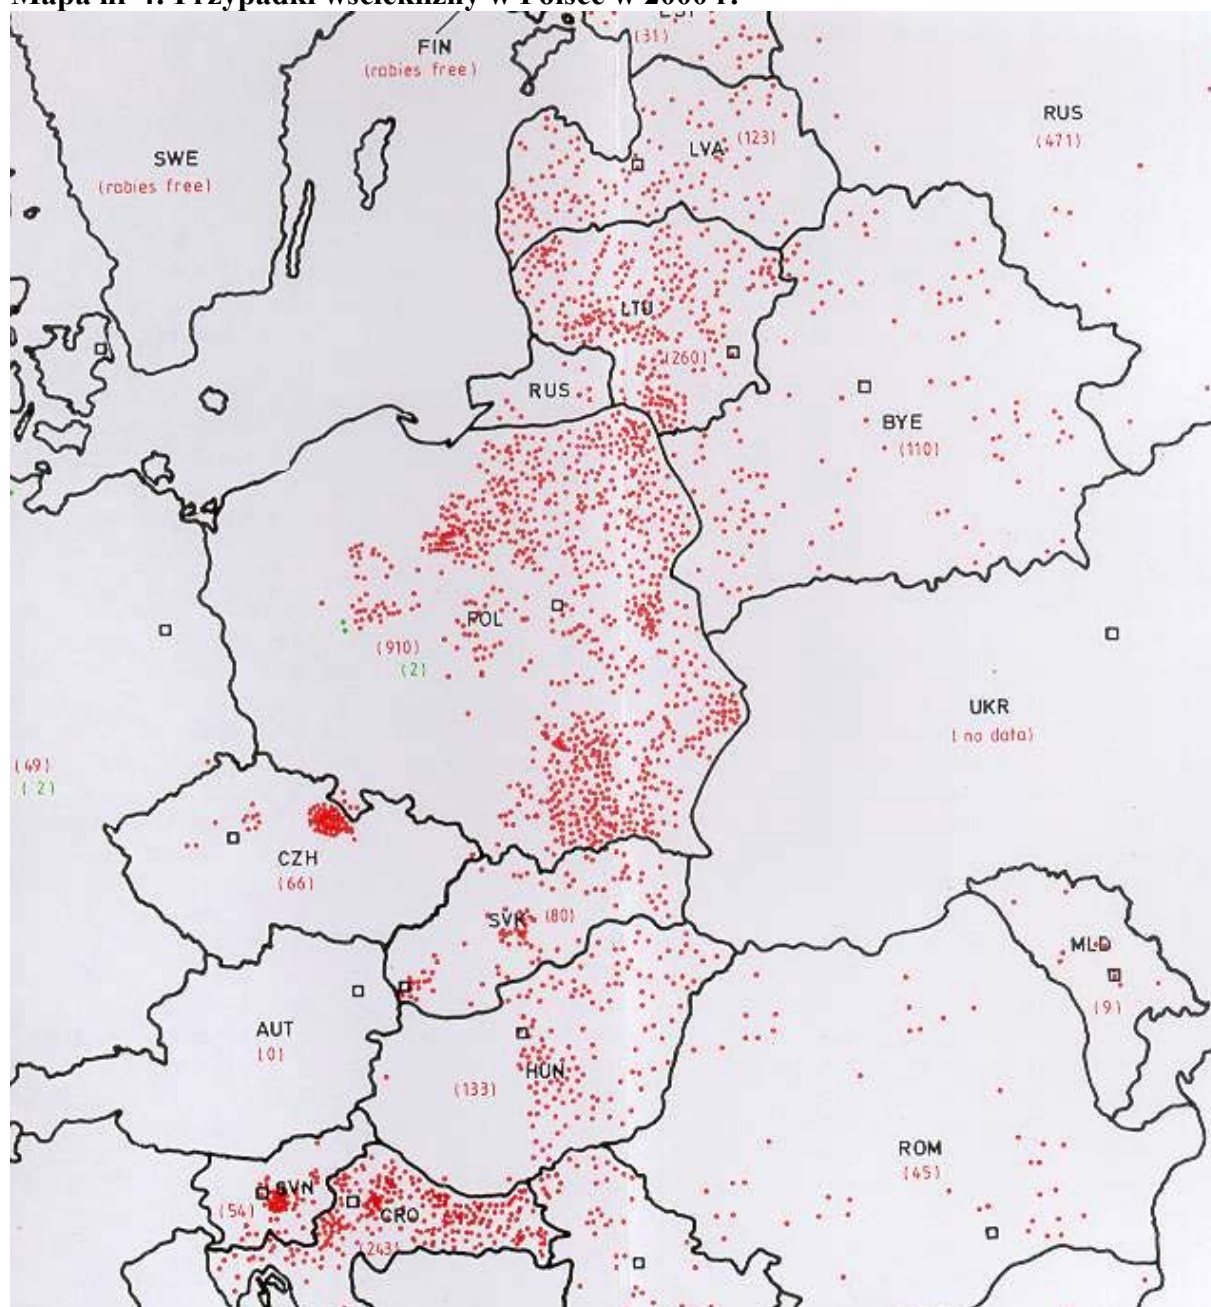 Mapa nr 4. Przypadki wścieklizny w Polsce w 2000 r.
EST
(31)
FIN
(rabies free)
RUS
(471)
SWE
(rabies free)
LVA (123)
LTU
(260)
RUS
BYE
(110)
POL
(910)
(2)
UKR
( no data)
(49)
( 2)
CZH
(66)
SVK (80)
MLD
(9)
AUT
(0)
HUN
(133)
ROM
(45)
SVN
(54)
CRO
(243)